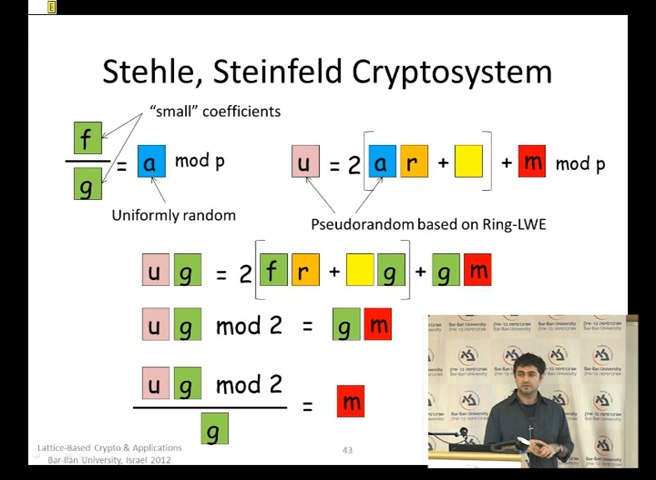 E
Stehle, Steinfeld Cryptosystem
"small" coefficients
f
g
= a mod p
u = 2 a r + + m mod p
Uniformly random
Pseudorandom based on Ring-LWE
u g = 2 f r + g + g m
u g mod 2 = g m
u g mod 2
g
= m
Lattice-Based Crypto & Applications
Bar-Ilan University, Israel 2012
43
Bar-Ilan University